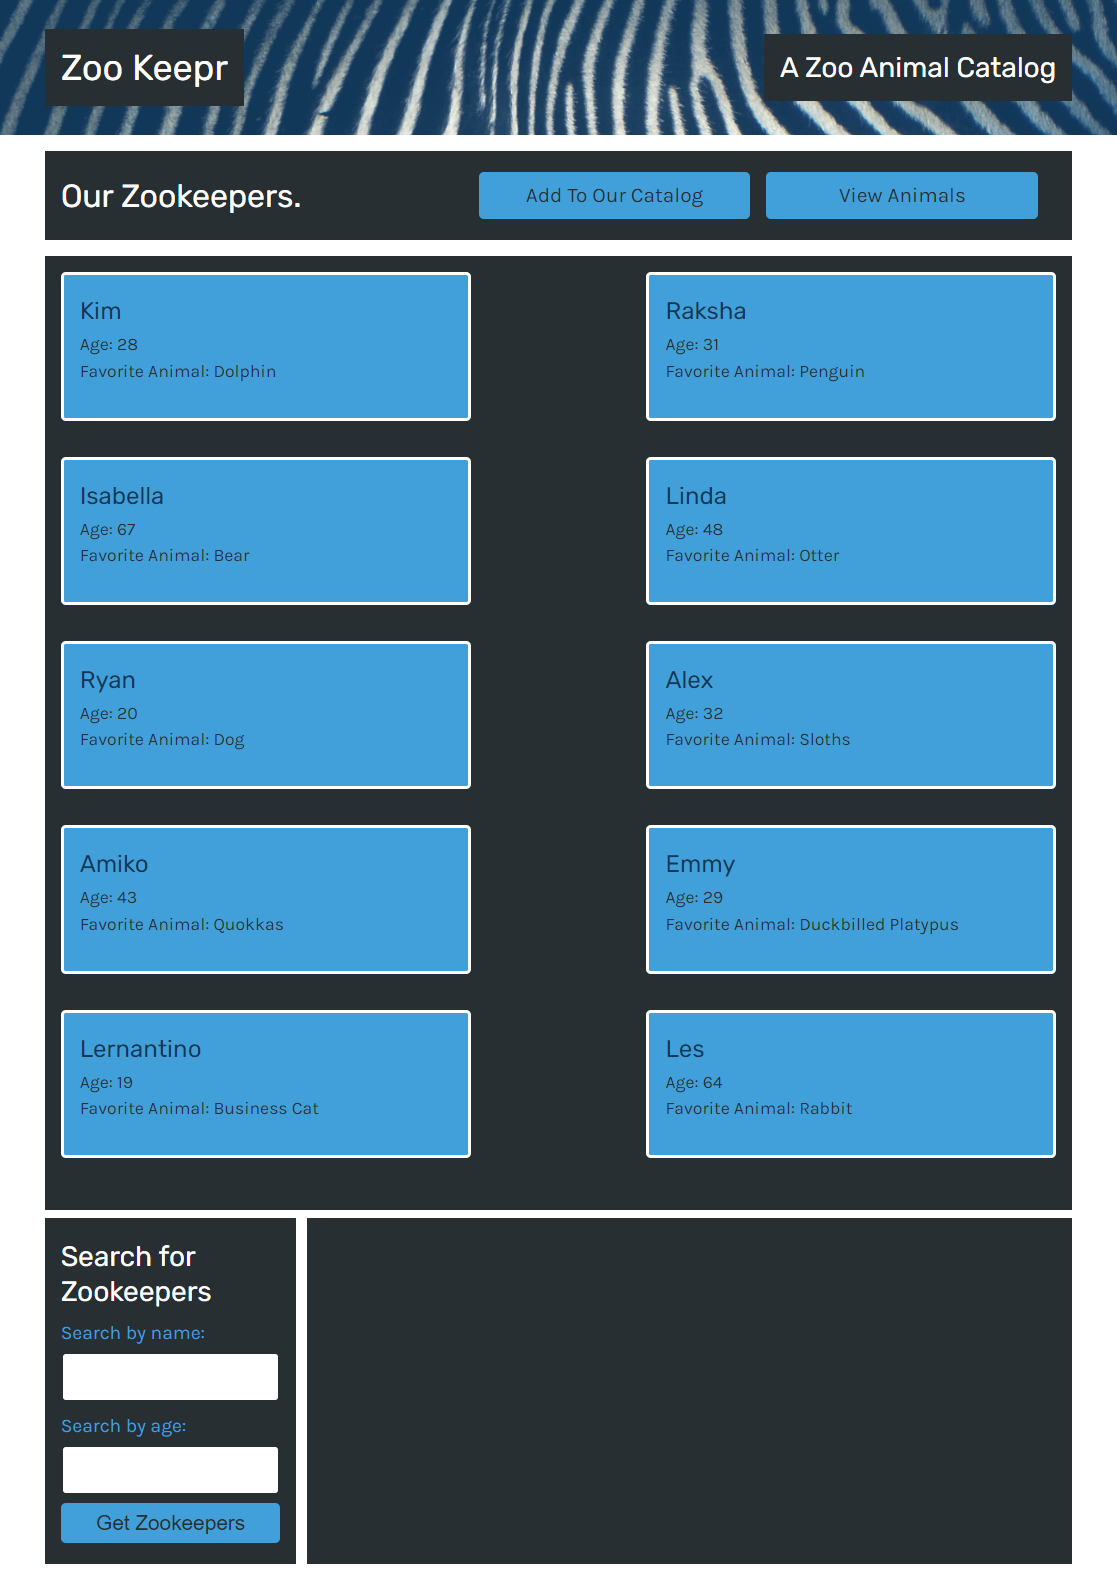 Zoo Keepr
A Zoo Animal Catalog
Our Zookeepers.
Add To Our Catalog
View Animals
Kim
Age: 28
Favorite Animal: Dolphin
Raksha
Age: 31
Favorite Animal: Penguin
Isabella
Age: 67
Favorite Animal: Bear
Linda
Age: 48
Favorite Animal: Otter
Ryan
Age: 20
Favorite Animal: Dog
Alex
Age: 32
Favorite Animal: Sloths
Amiko
Age: 43
Favorite Animal: Quokkas
Emmy
Age: 29
Favorite Animal: Duckbilled Platypus
Lernantino
Age: 19
Favorite Animal: Business Cat
Les
Age: 64
Favorite Animal: Rabbit
Search for
Zookeepers
Search by name:
Search by age:
Get Zookeepers